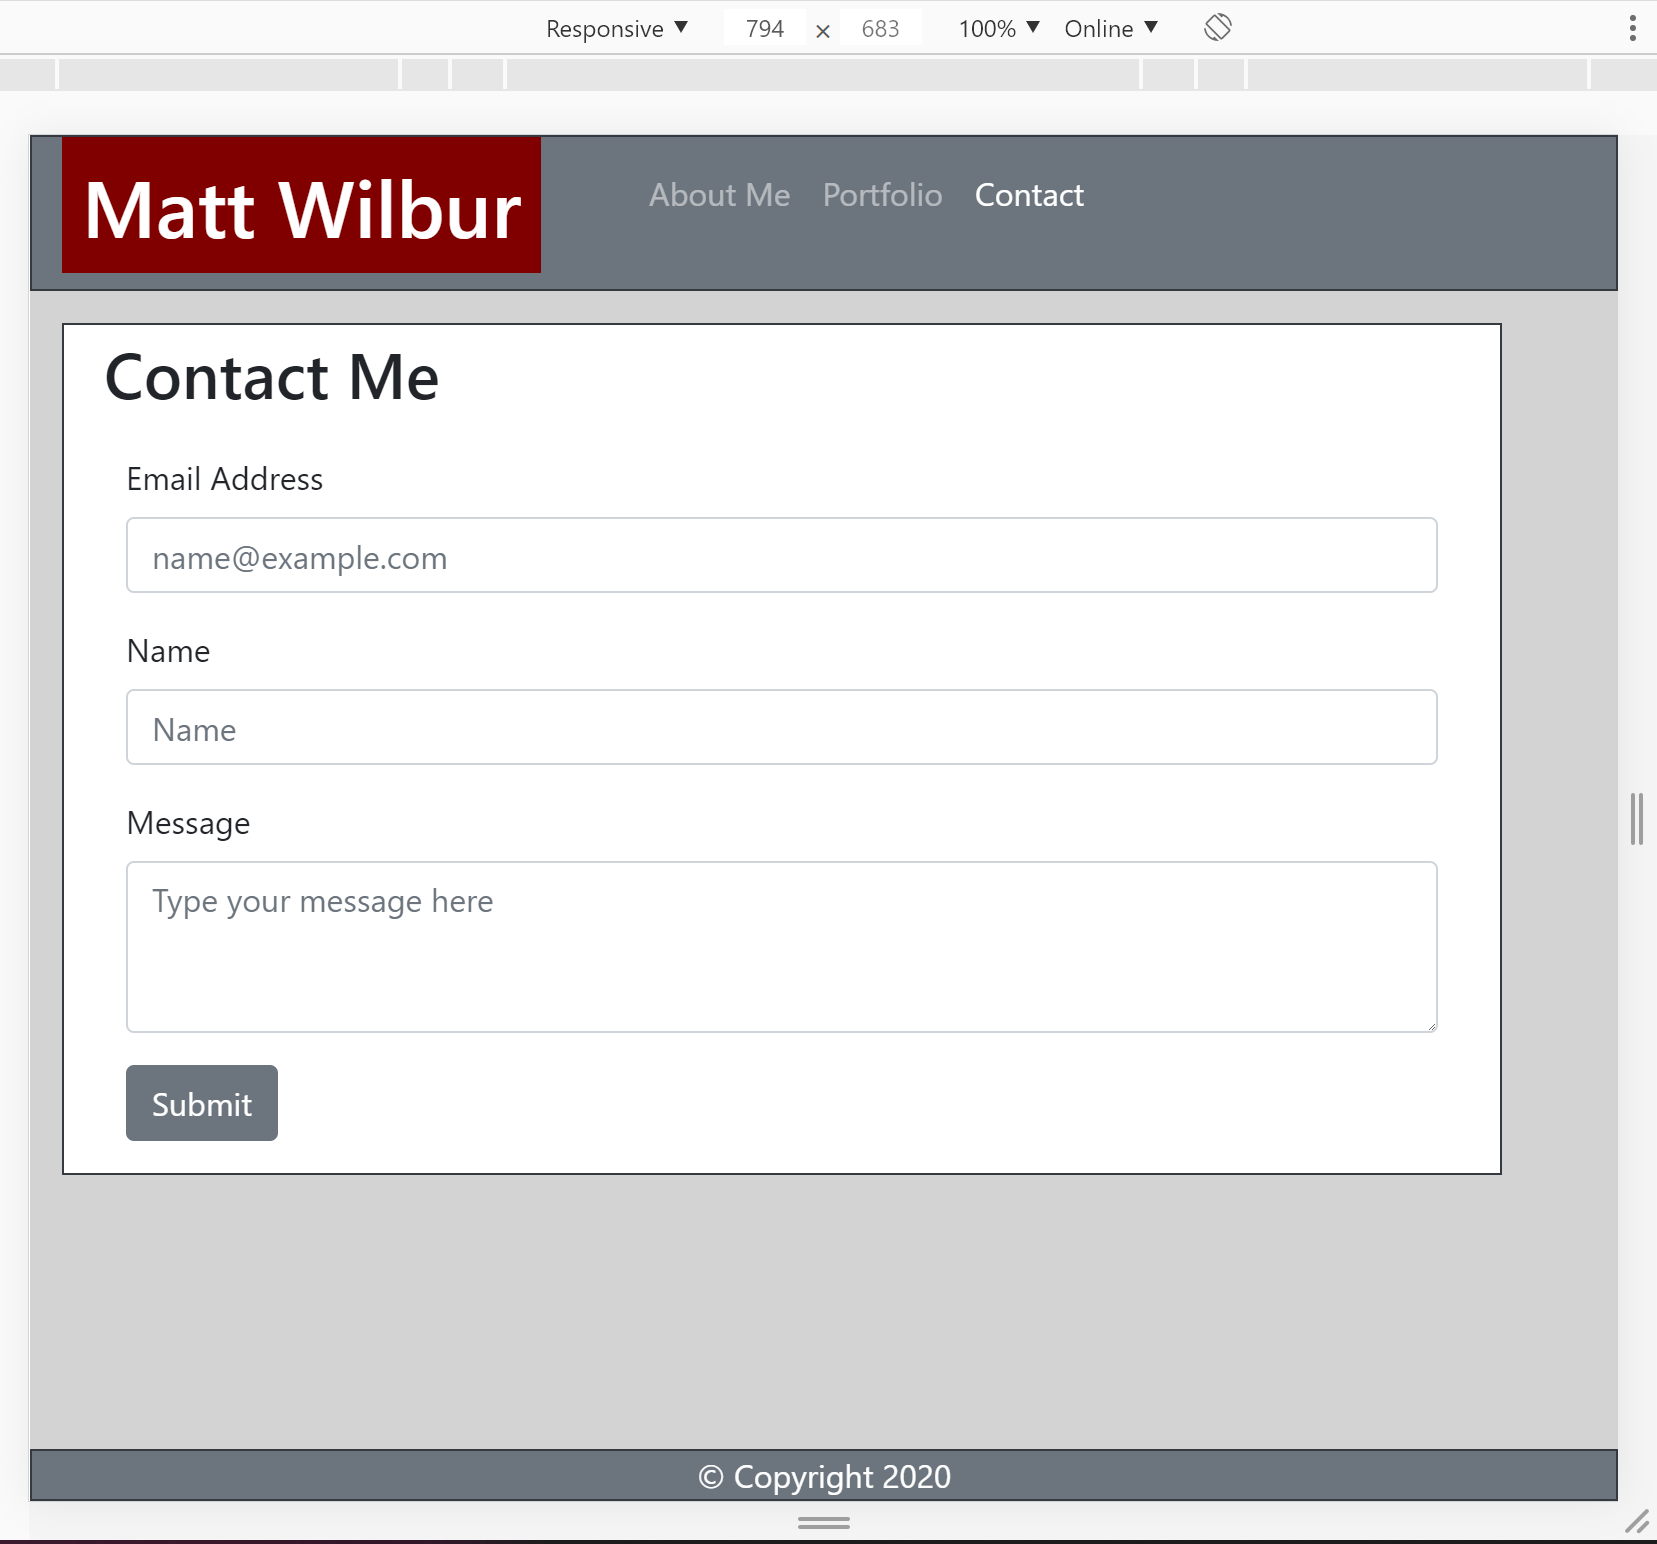 Responsive ▼ 794 × 683 100% ▼ Online ▼
Matt Wilbur
About Me Portfolio Contact
Contact Me
Email Address
name@example.com
Name
Name
Message
Type your message here
Submit
© Copyright 2020